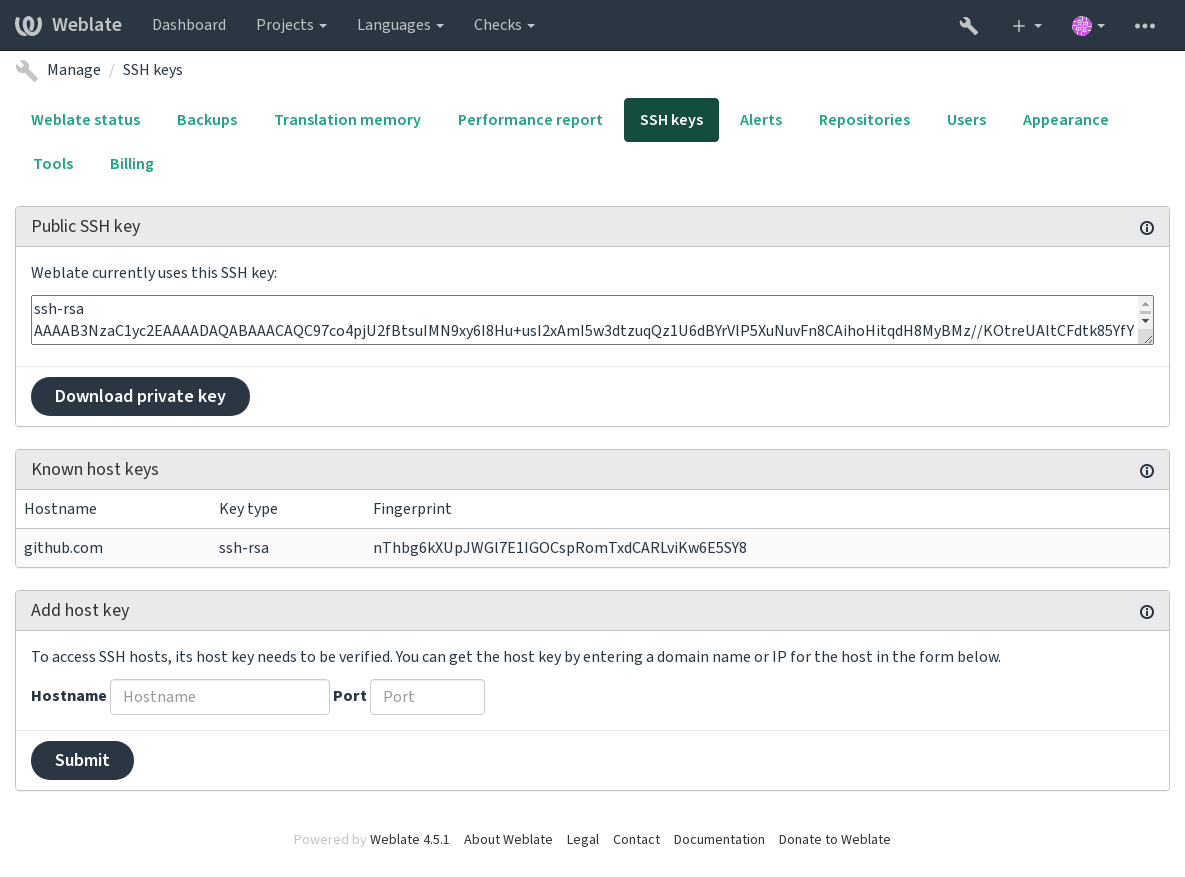 Weblate Dashboard Projects Languages Checks
Manage / SSH keys
Weblate status Backups Translation memory Performance report SSH keys Alerts Repositories Users Appearance
Tools Billing
Public SSH key
Weblate currently uses this SSH key:
ssh-rsa
AAAAB3NzaC1yc2EAAAADAQABAAACAQC97co4pjU2fBtsuIMN9xy6I8Hu+usI2xAmI5w3dtzuqQz1U6dBYrVlP5XuNuvFn8CAihoHitqdH8MyBMz//KOtreUAltCFdtk85YfY
Download private key
Known host keys
Hostname Key type Fingerprint
github.com ssh-rsa nThbg6kXUpJWGl7E1IGOCspRomTxdCARLviKw6E5SY8
Add host key
To access SSH hosts, its host key needs to be verified. You can get the host key by entering a domain name or IP for the host in the form below.
Hostname Hostname Port Port
Submit
Powered by Weblate 4.5.1 About Weblate Legal Contact Documentation Donate to Weblate